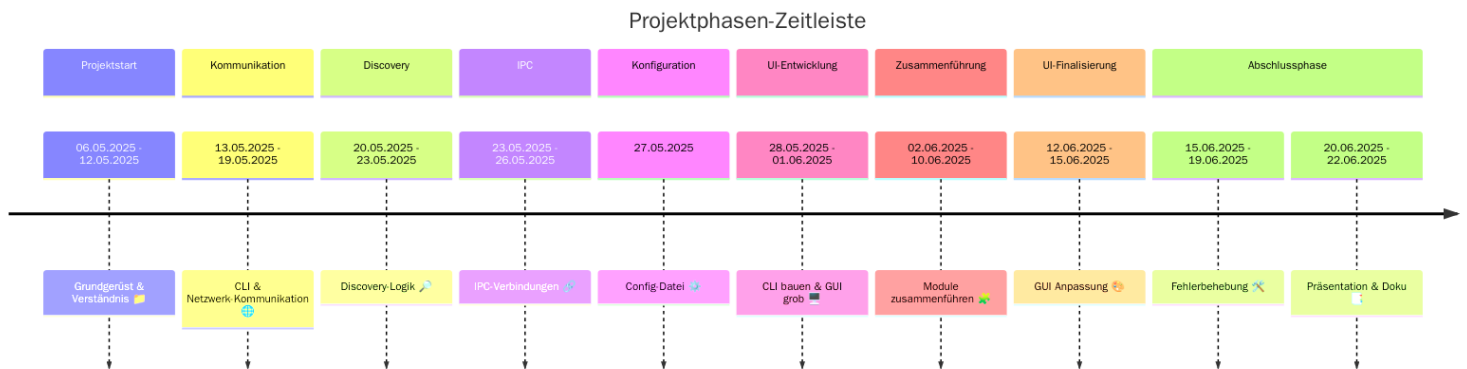 Projektphasen-Zeitleiste
Projektstart
Kommunikation
Discovery
IPC
Konfiguration
UI-Entwicklung
Zusammenführung
UI-Finalisierung
Abschlussphase
06.05.2025 -
12.05.2025
13.05.2025 -
19.05.2025
20.05.2025 -
23.05.2025
23.05.2025 -
26.05.2025
27.05.2025
28.05.2025 -
01.06.2025
02.06.2025 -
10.06.2025
12.06.2025 -
15.06.2025
15.06.2025 -
19.06.2025
20.06.2025 -
22.06.2025
Grundgerüst &
Verständnis 📁
CLI &
Netzwerk-Kommunikation
🌐
Discovery-Logik 🔎
IPC-Verbindungen 🔗
Config-Datei ⚙️
CLI bauen & GUI
grob 🖥️
Module
zusammenführen 🧩
GUI Anpassung 🎨
Fehlerbehebung 🛠️
Präsentation & Doku
📑